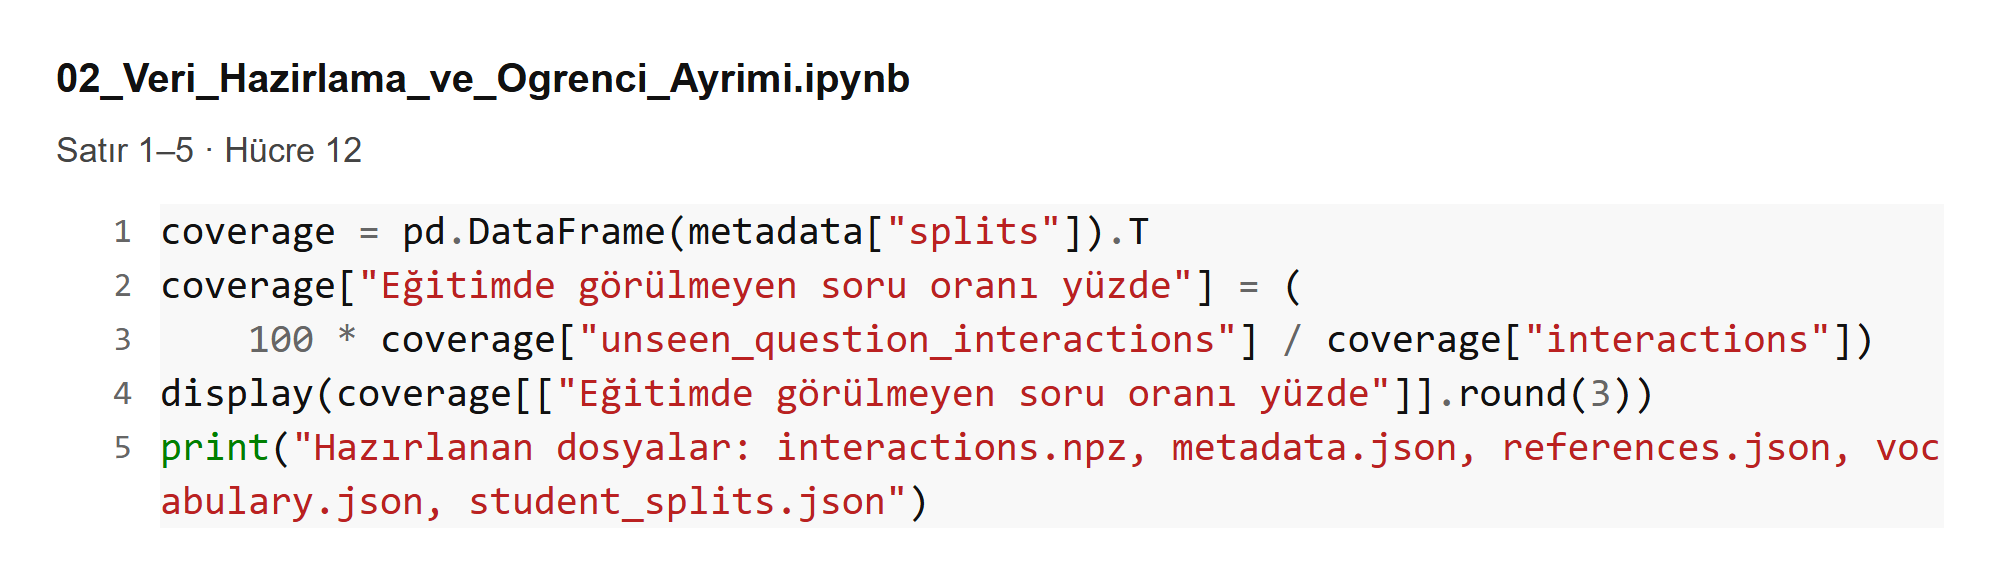 02_Veri_Hazirlama_ve_Ogrenci_Ayrimi.ipynb
Satır 1–5 · Hücre 12
1 coverage = pd.DataFrame(metadata["splits"]).T
2 coverage["Eğitimde görülmeyen soru oranı yüzde"] = (
3     100 * coverage["unseen_question_interactions"] / coverage["interactions"])
4 display(coverage[["Eğitimde görülmeyen soru oranı yüzde"]].round(3))
5 print("Hazırlanan dosyalar: interactions.npz, metadata.json, references.json, voc
abulary.json, student_splits.json")